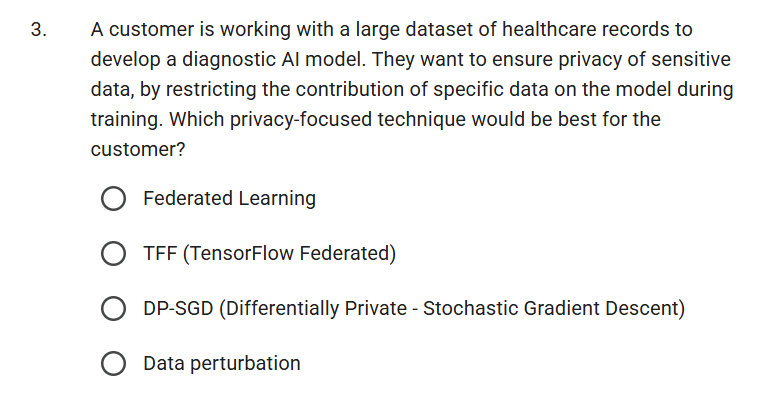 3. A customer is working with a large dataset of healthcare records to
develop a diagnostic AI model. They want to ensure privacy of sensitive
data, by restricting the contribution of specific data on the model during
training. Which privacy-focused technique would be best for the
customer?
Federated Learning
TFF (TensorFlow Federated)
DP-SGD (Differentially Private - Stochastic Gradient Descent)
Data perturbation